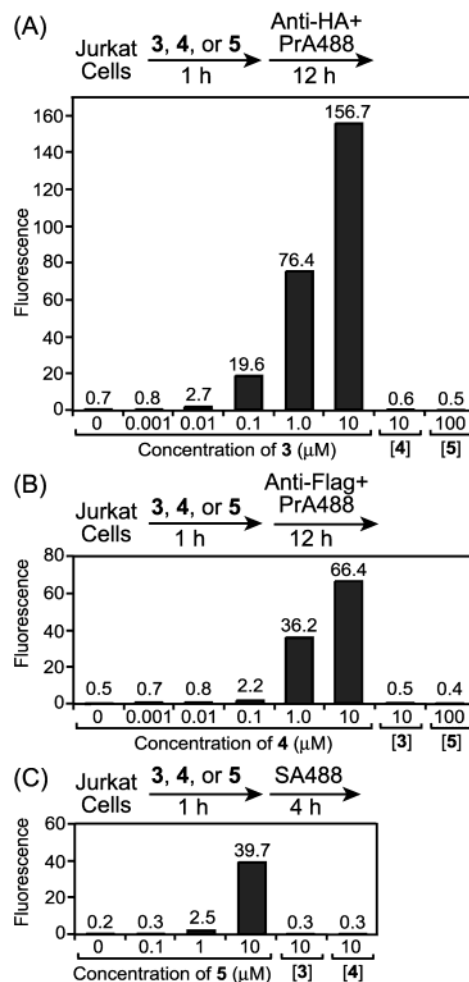 (A)
Jurkat Cells 3, 4, or 5 1 h Anti-HA+ PrA488 12 h
Fluorescence
160
140
120
100
80
60
40
20
0
0.7 0.8 2.7 19.6 76.4 156.7 0.6 0.5
0 0.001 0.01 0.1 1.0 10 10 100
Concentration of 3 (μM) [4] [5]
(B)
Jurkat Cells 3, 4, or 5 1 h Anti-Flag+ PrA488 12 h
Fluorescence
80
60
40
20
0
0.5 0.7 0.8 2.2 36.2 66.4 0.5 0.4
0 0.001 0.01 0.1 1.0 10 10 100
Concentration of 4 (μM) [3] [5]
(C)
Jurkat Cells 3, 4, or 5 1 h SA488 4 h
Fluorescence
60
40
20
0
0.2 0.3 2.5 39.7 0.3 0.3
0 0.1 1 10 10 10
Concentration of 5 (μM) [3] [4]